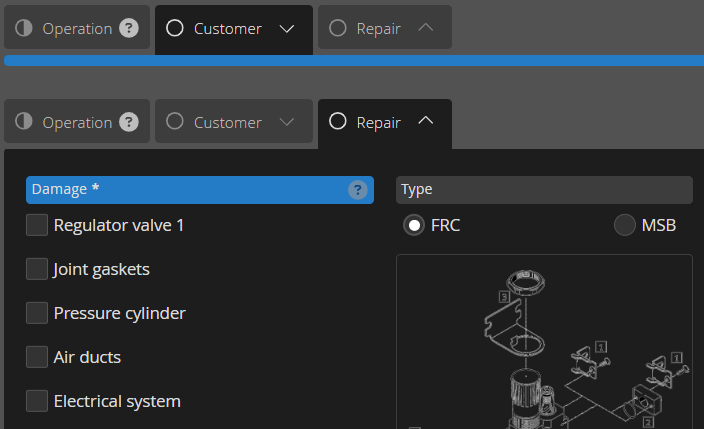 Operation ? Customer Repair
Operation ? Customer Repair
Damage * ?
Type
Regulator valve 1
FRC MSB
Joint gaskets
Pressure cylinder
Air ducts
Electrical system
3
1
1
2